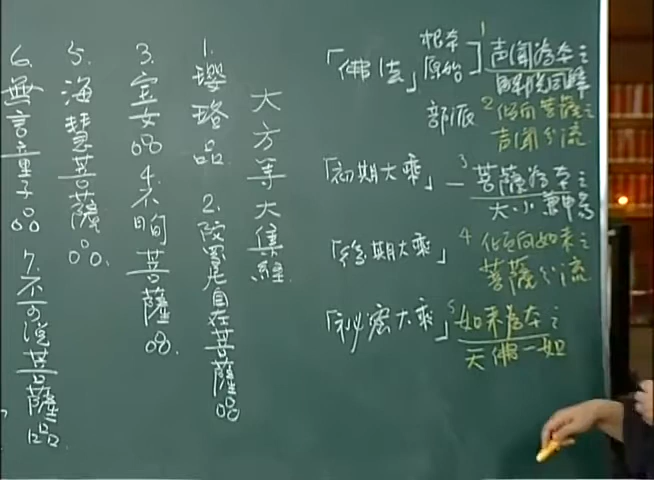 大方等大集經
1. 瓔珞品 2. 陀羅尼自在菩薩品
3. 宝女品 4. 不眴菩薩品.
5. 海慧菩薩品.
6. 無言童子品 7. 不可說菩薩品.
「佛法」根本 原始] 1 声聞為本之
解脫同歸
部派 2 傾向菩薩之
声聞分流
「初期大乘」— 3 菩薩為本之
大小兼暢
「後期大乘」 4 傾向如來之
菩薩分流
「秘密大乘」 5 如來為本之
天佛一如